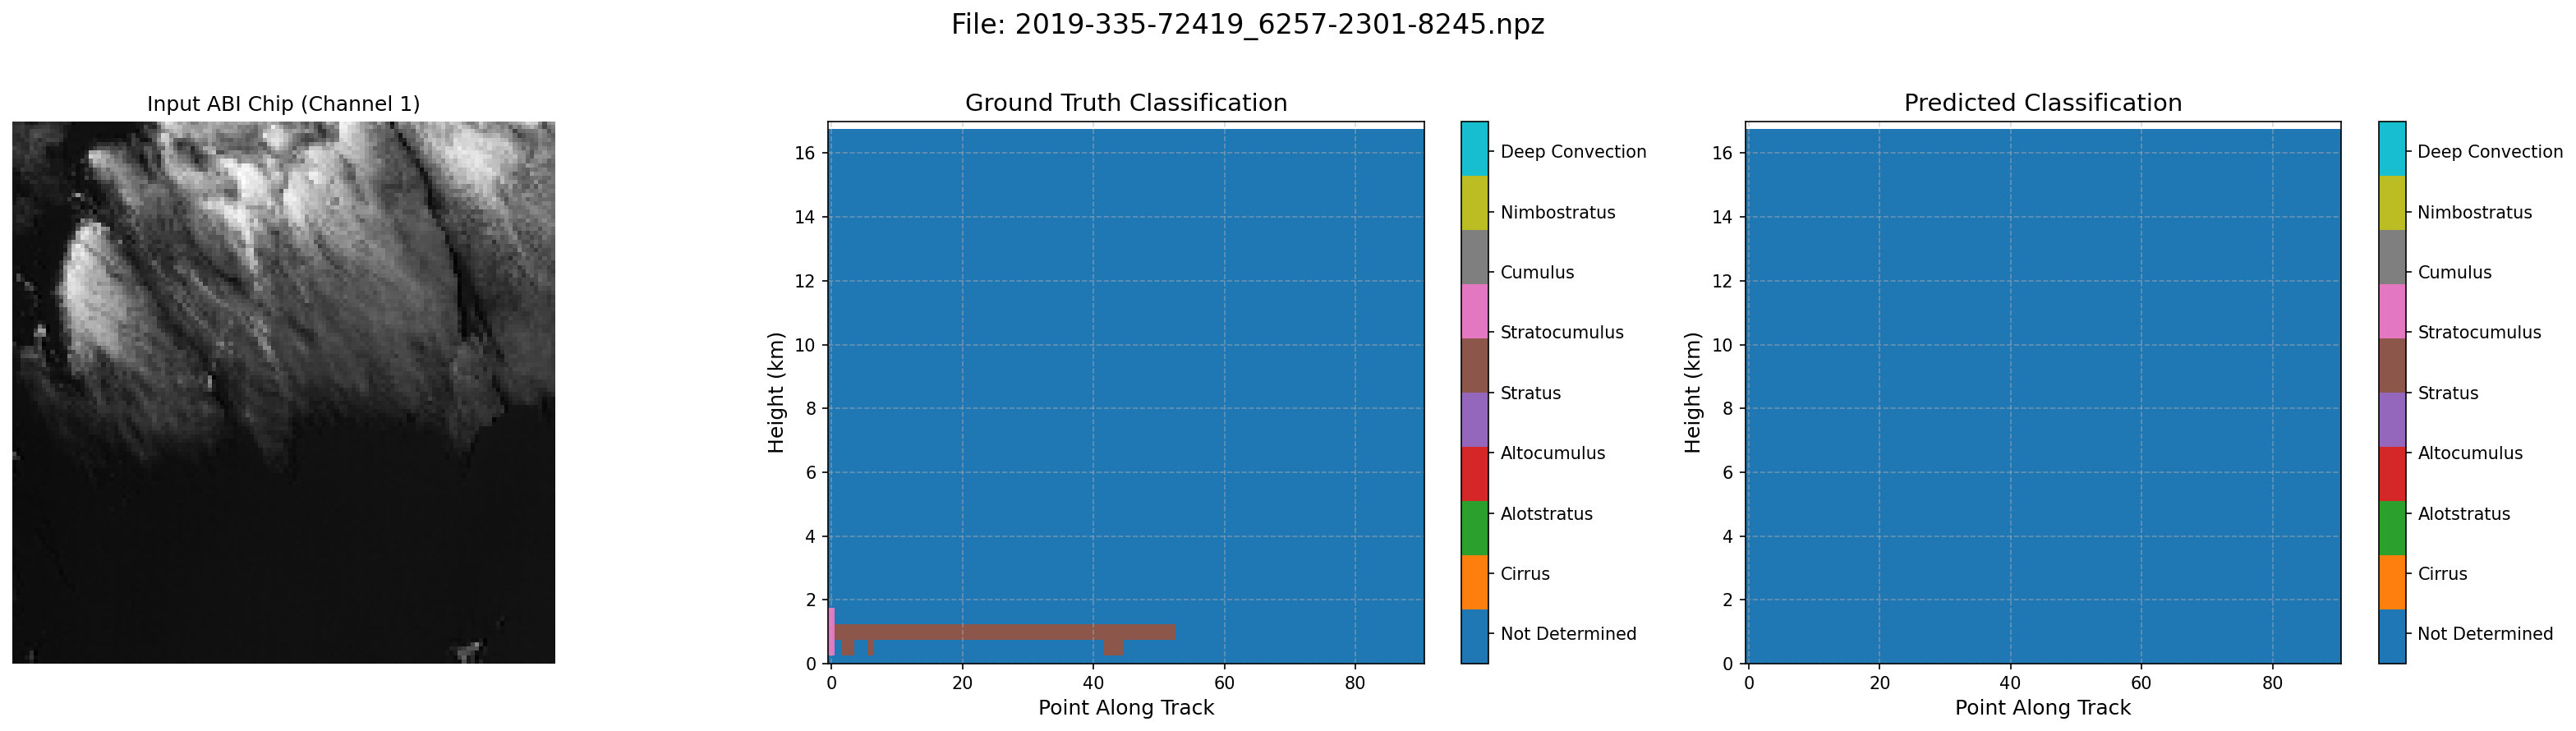 File: 2019-335-72419_6257-2301-8245.npz
Input ABI Chip (Channel 1)
Ground Truth Classification
Height (km)
16
14
12
10
8
6
4
2
0
0 20 40 60 80
Point Along Track
Deep Convection
Nimbostratus
Cumulus
Stratocumulus
Stratus
Altocumulus
Alotstratus
Cirrus
Not Determined
Predicted Classification
Height (km)
16
14
12
10
8
6
4
2
0
0 20 40 60 80
Point Along Track
Deep Convection
Nimbostratus
Cumulus
Stratocumulus
Stratus
Altocumulus
Alotstratus
Cirrus
Not Determined